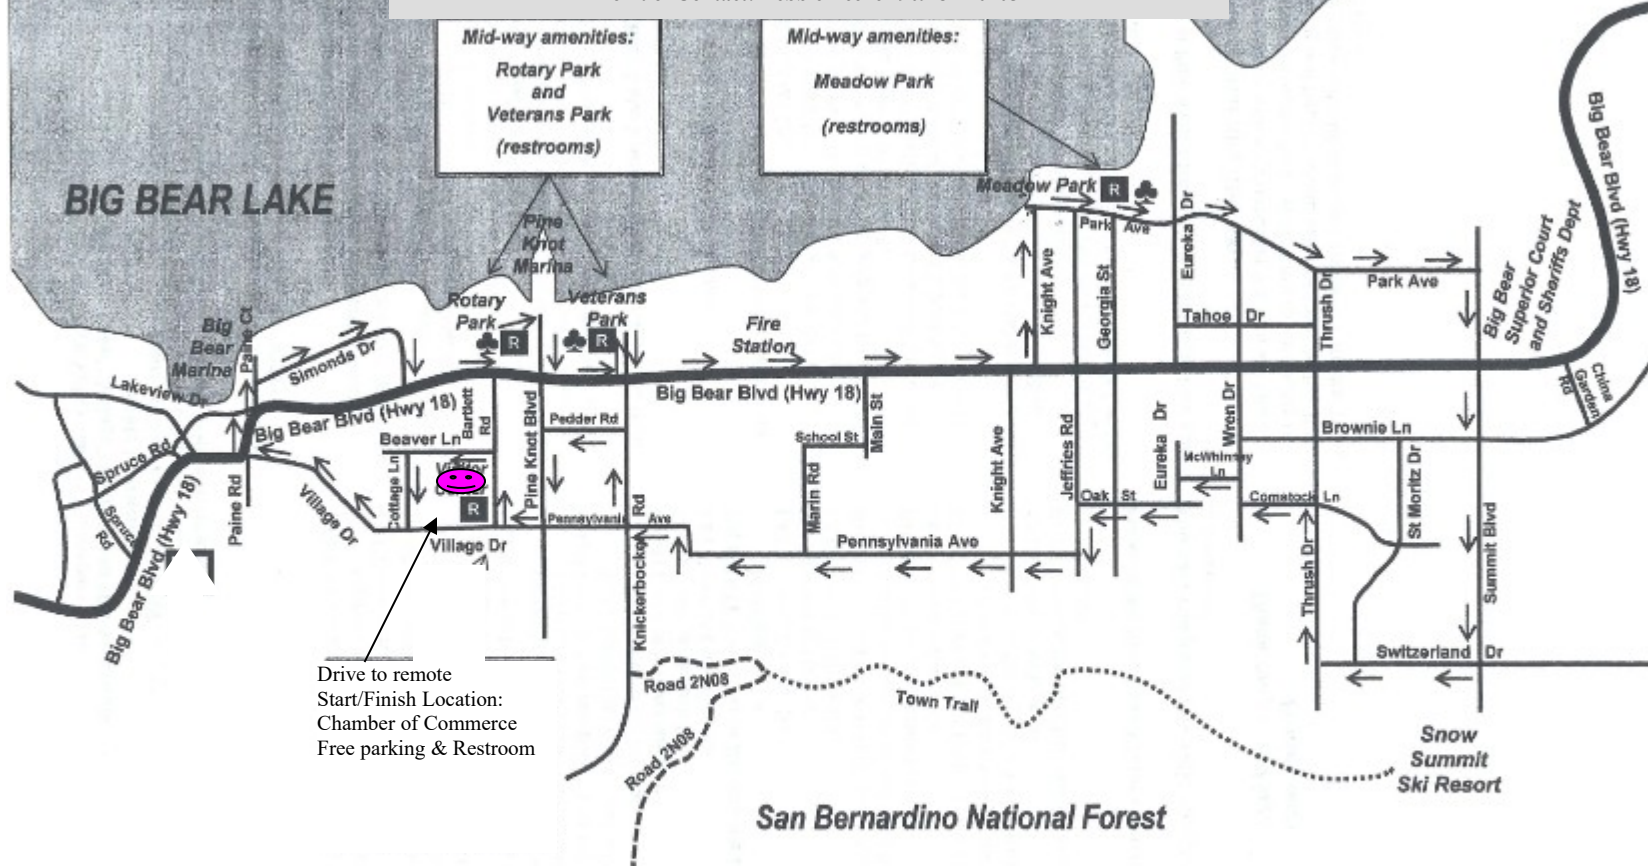 Mid-way amenities:
Rotary Park
and
Veterans Park
(restrooms)
Mid-way amenities:
Meadow Park
(restrooms)
BIG BEAR LAKE
Pine
Knot
Marina
Meadow Park R
Park Ave
Eureka Dr
Knight Ave
Georgia St
Tahoe Dr
Thrush Dr
Park Ave
Big Bear
Superior Court
and Sheriffs Dept
Big Bear Blvd (Hwy 18)
China
Garden
Rd
Big
Bear
Marina
Paine Ct
Simonds Dr
Rotary
Park
R
Veterans
Park
R
Fire
Station
Lakeview Dr
Big Bear Blvd (Hwy 18)
Big Bear Blvd (Hwy 18)
Bartlett
Rd
Pine Knot Blvd
Pedder Rd
Main St
School St
Marin Rd
Knight Ave
Jeffries Rd
Eureka Dr
Wren Dr
Brownie Ln
McWhinney
Ln
Comstock Ln
St Moritz Dr
Summit Blvd
Oak St
Beaver Ln
Cottage Ln
R
Spruce Rd
Spruce
Rd
Paine Rd
Village Dr
Village Dr
Pennsylvania Ave
Pennsylvania Ave
Knickerbocker Rd
Big Bear Blvd (Hwy 18)
Thrush Dr
Switzerland Dr
Drive to remote
Start/Finish Location:
Chamber of Commerce
Free parking & Restroom
Road 2N08
Road 2N08
Town Trail
Snow
Summit
Ski Resort
San Bernardino National Forest